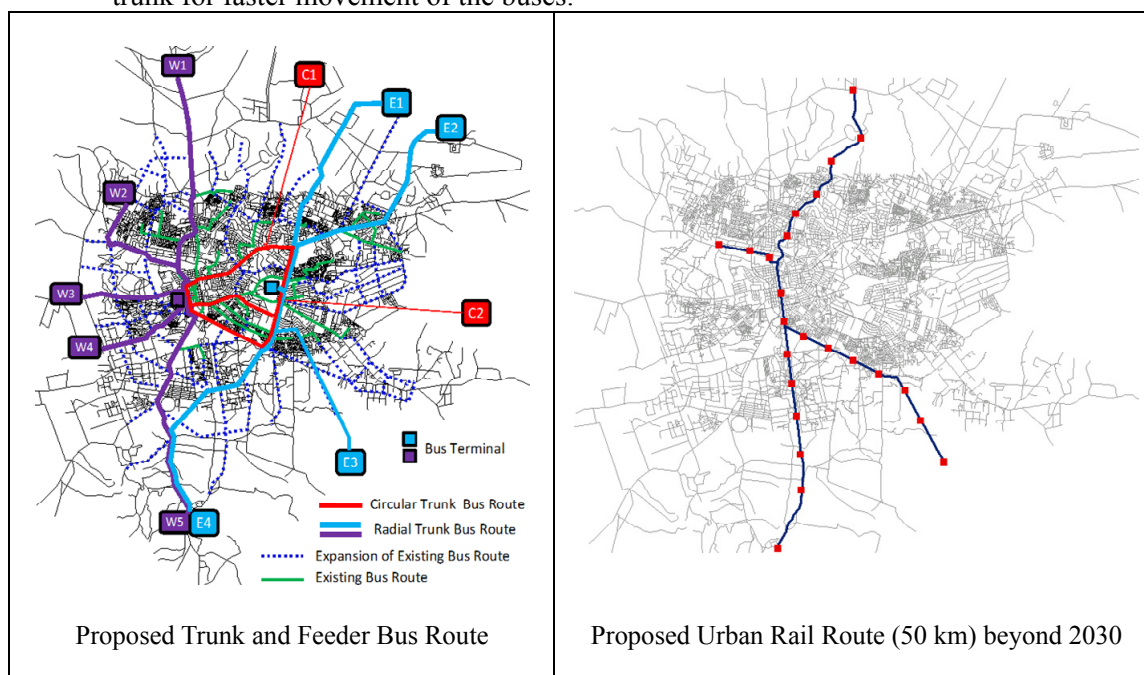 trunk for faster movement of the buses.
W1
C1
E1
E2
W2
W3
C2
W4
Bus Terminal
E3
Circular Trunk Bus Route
W5 E4
Radial Trunk Bus Route
Expansion of Existing Bus Route
Existing Bus Route
Proposed Trunk and Feeder Bus Route
Proposed Urban Rail Route (50 km) beyond 2030